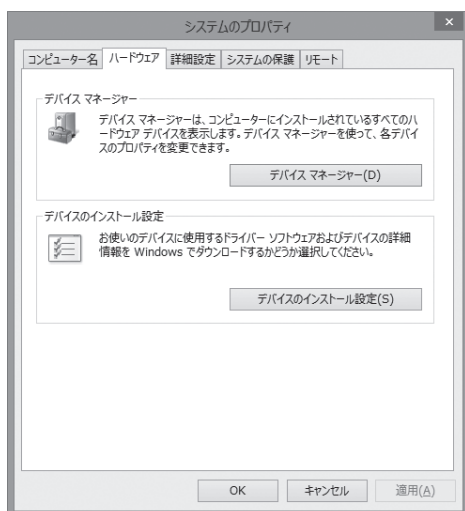 システムのプロパティ
コンピューター名 ハードウェア 詳細設定 システムの保護 リモート
デバイス マネージャー
デバイス マネージャーは、コンピューターにインストールされているすべてのハ
ードウェア デバイスを表示します。デバイス マネージャーを使って、各デバイ
スのプロパティを変更できます。
デバイス マネージャー(D)
デバイスのインストール設定
お使いのデバイスに使用するドライバー ソフトウェアおよびデバイスの詳細
情報を Windows でダウンロードするかどうか選択してください。
デバイスのインストール設定(S)
OK キャンセル 適用(A)